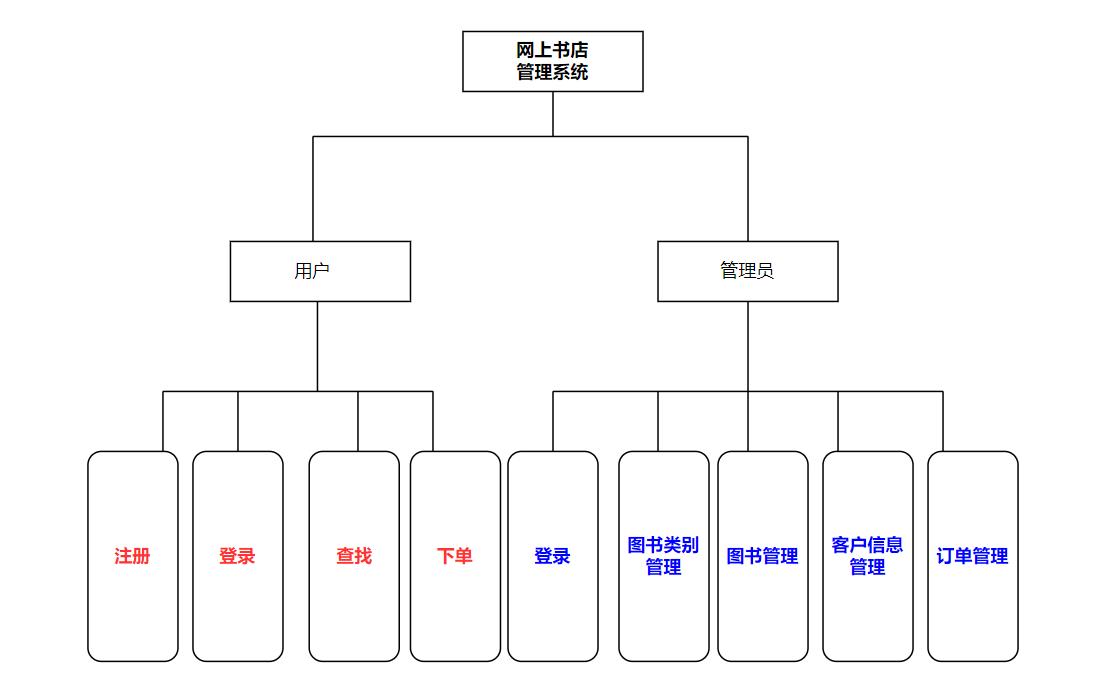 网上书店
管理系统
用户
管理员
注册
登录
查找
下单
登录
图书类别
管理
图书管理
客户信息
管理
订单管理